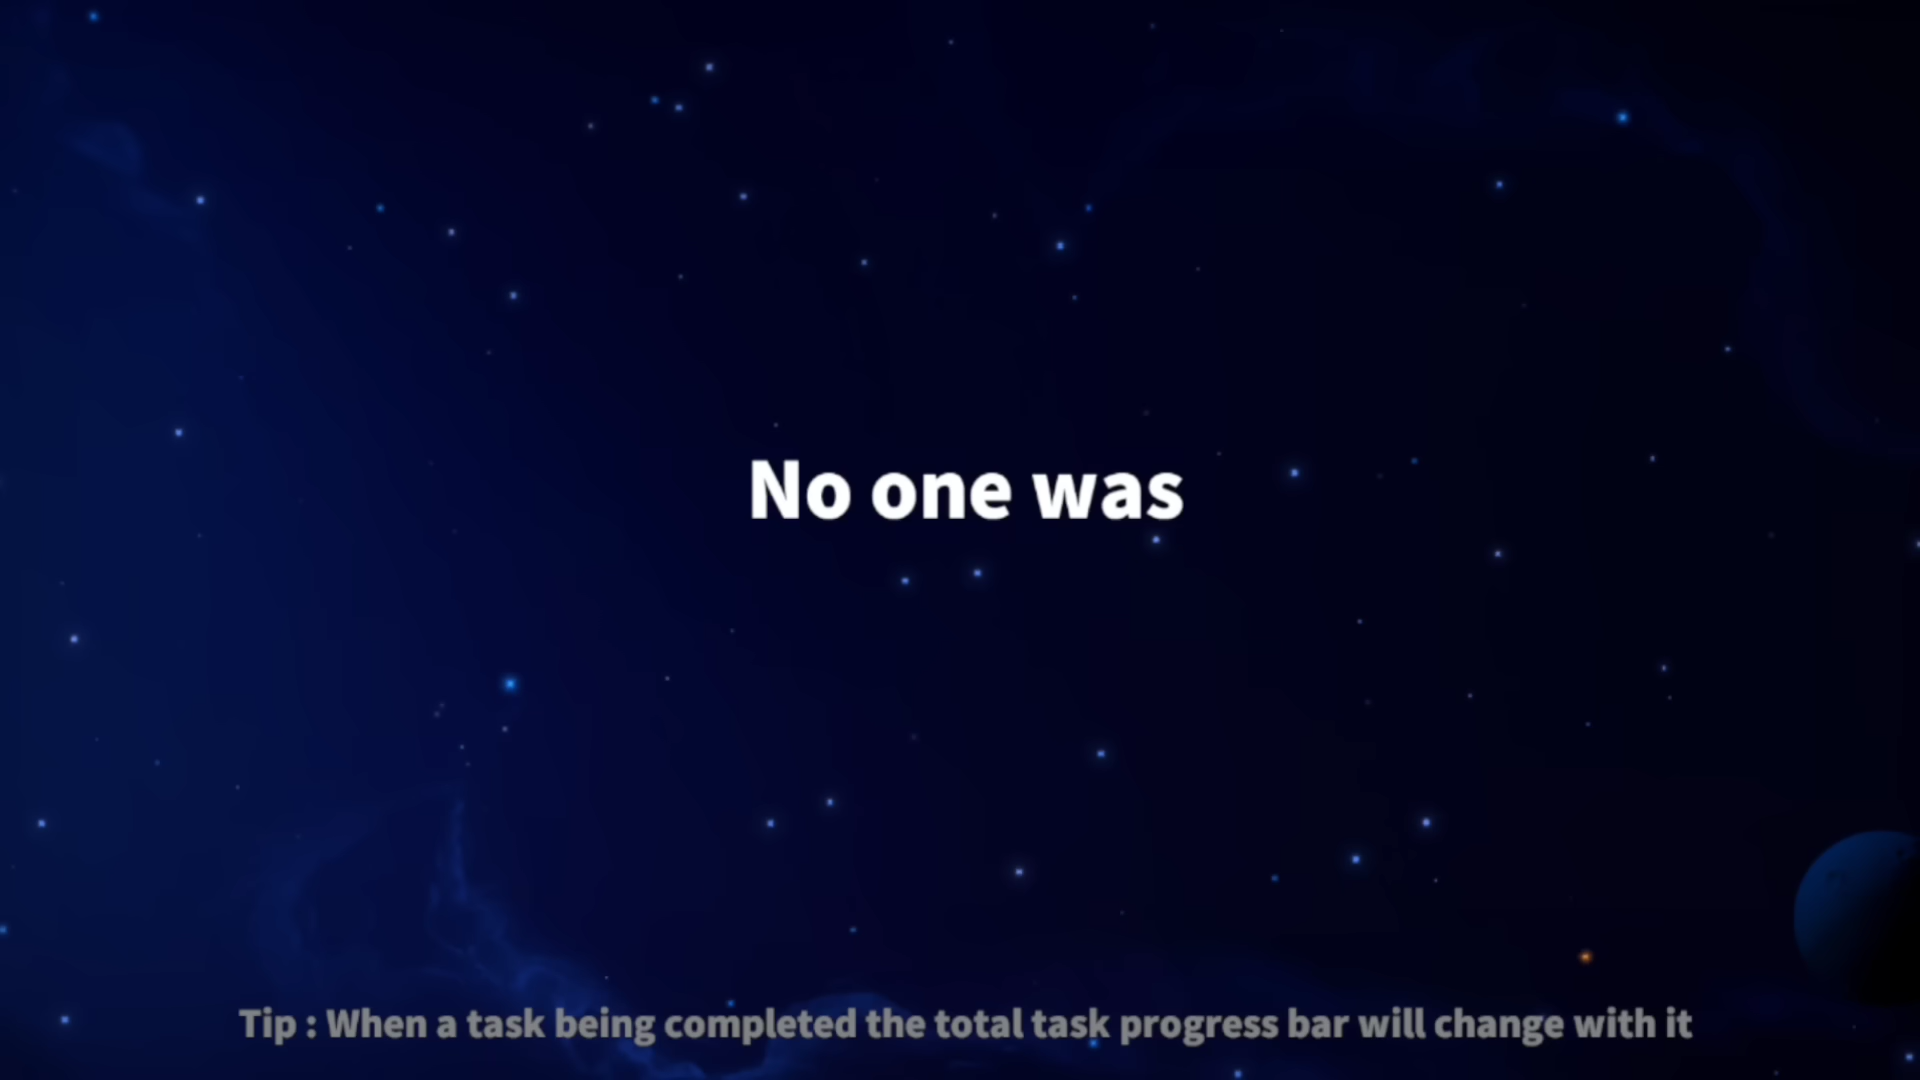 No one was
Tip : When a task being completed the total task progress bar will change with it